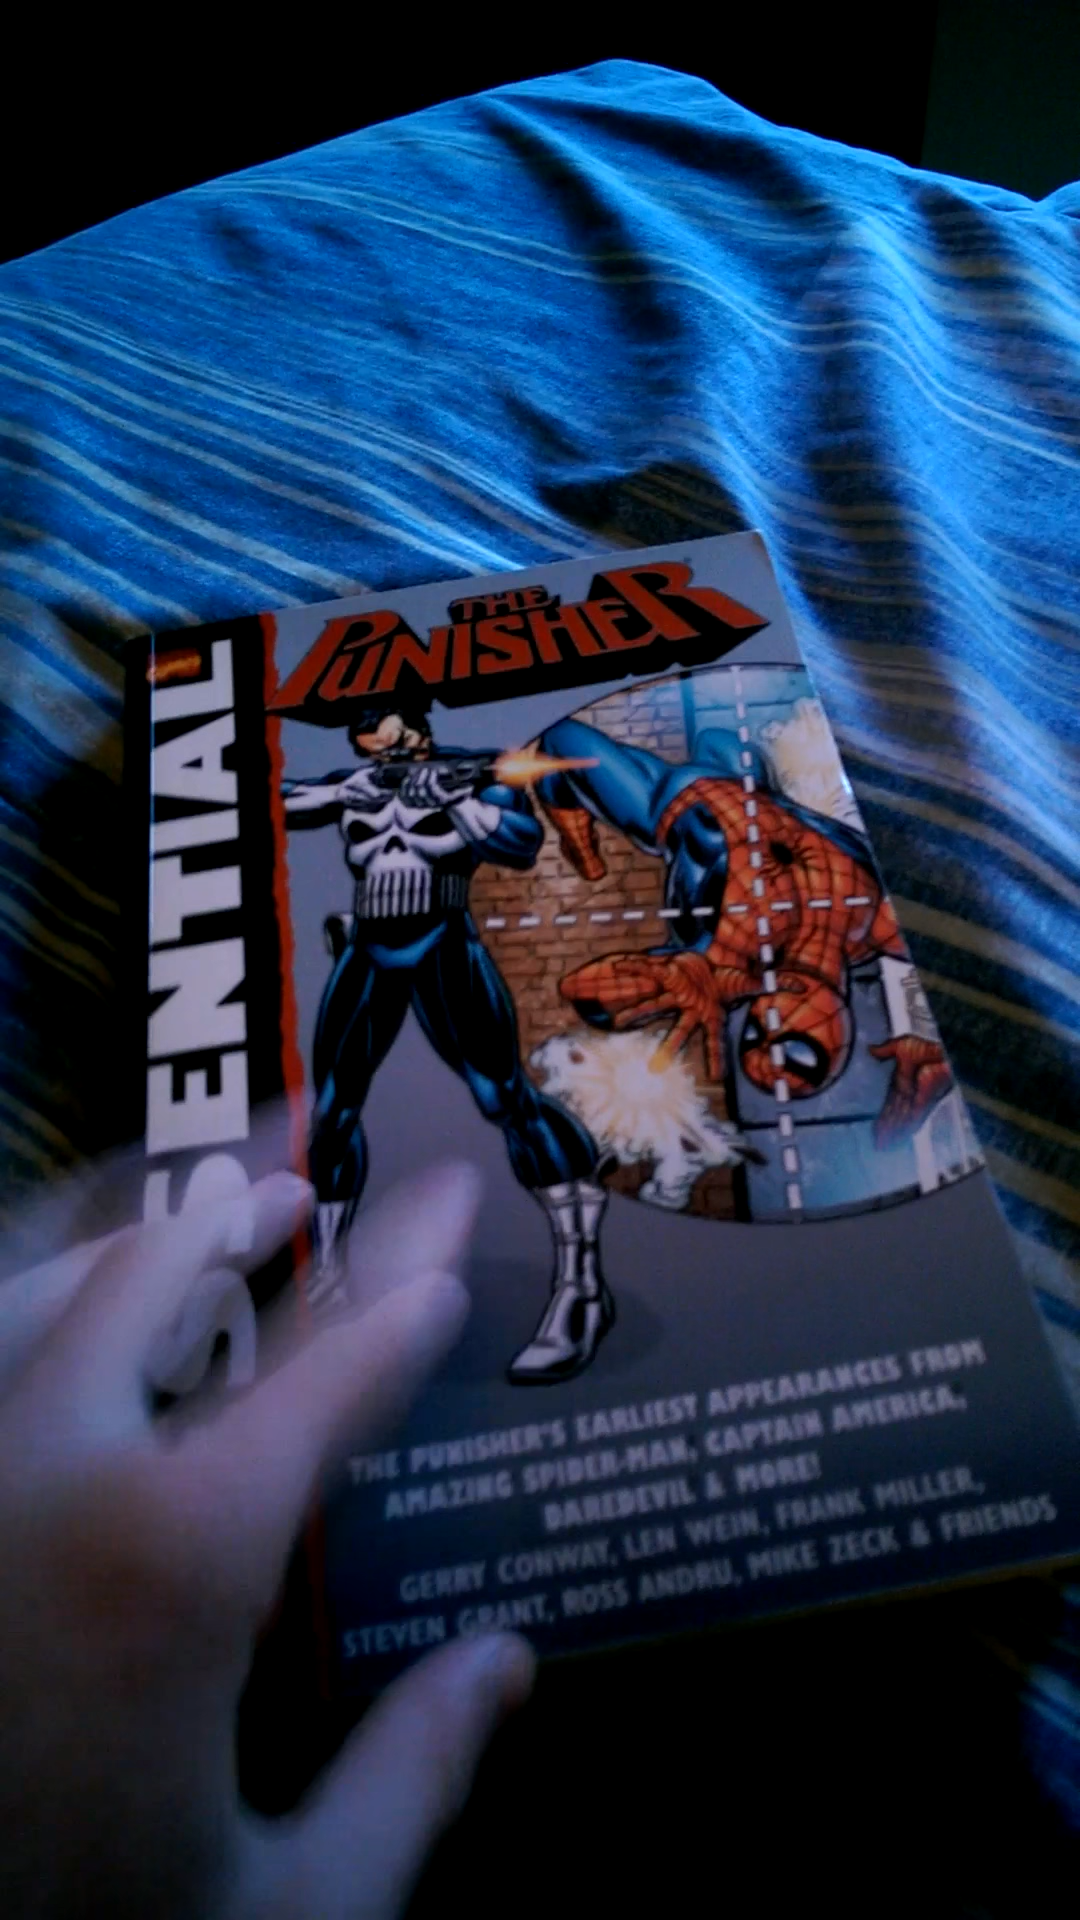 THE
PUNISHER
SSENTIAL
THE PUNISHER'S EARLIEST APPEARANCES FROM
AMAZING SPIDER-MAN, CAPTAIN AMERICA,
DAREDEVIL & MORE!
GERRY CONWAY, LEN WEIN, FRANK MILLER,
STEVEN GRANT, ROSS ANDRU, MIKE ZECK & FRIENDS